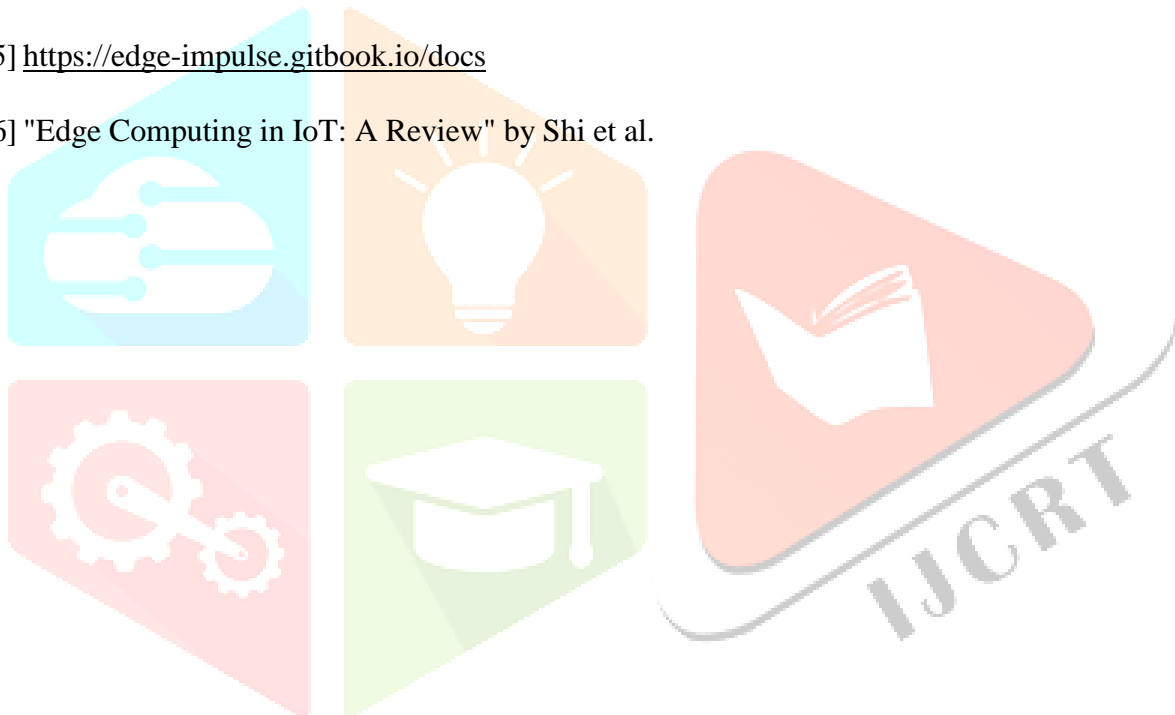 5] https://edge-impulse.gitbook.io/docs
6] "Edge Computing in IoT: A Review" by Shi et al.
IJCRT